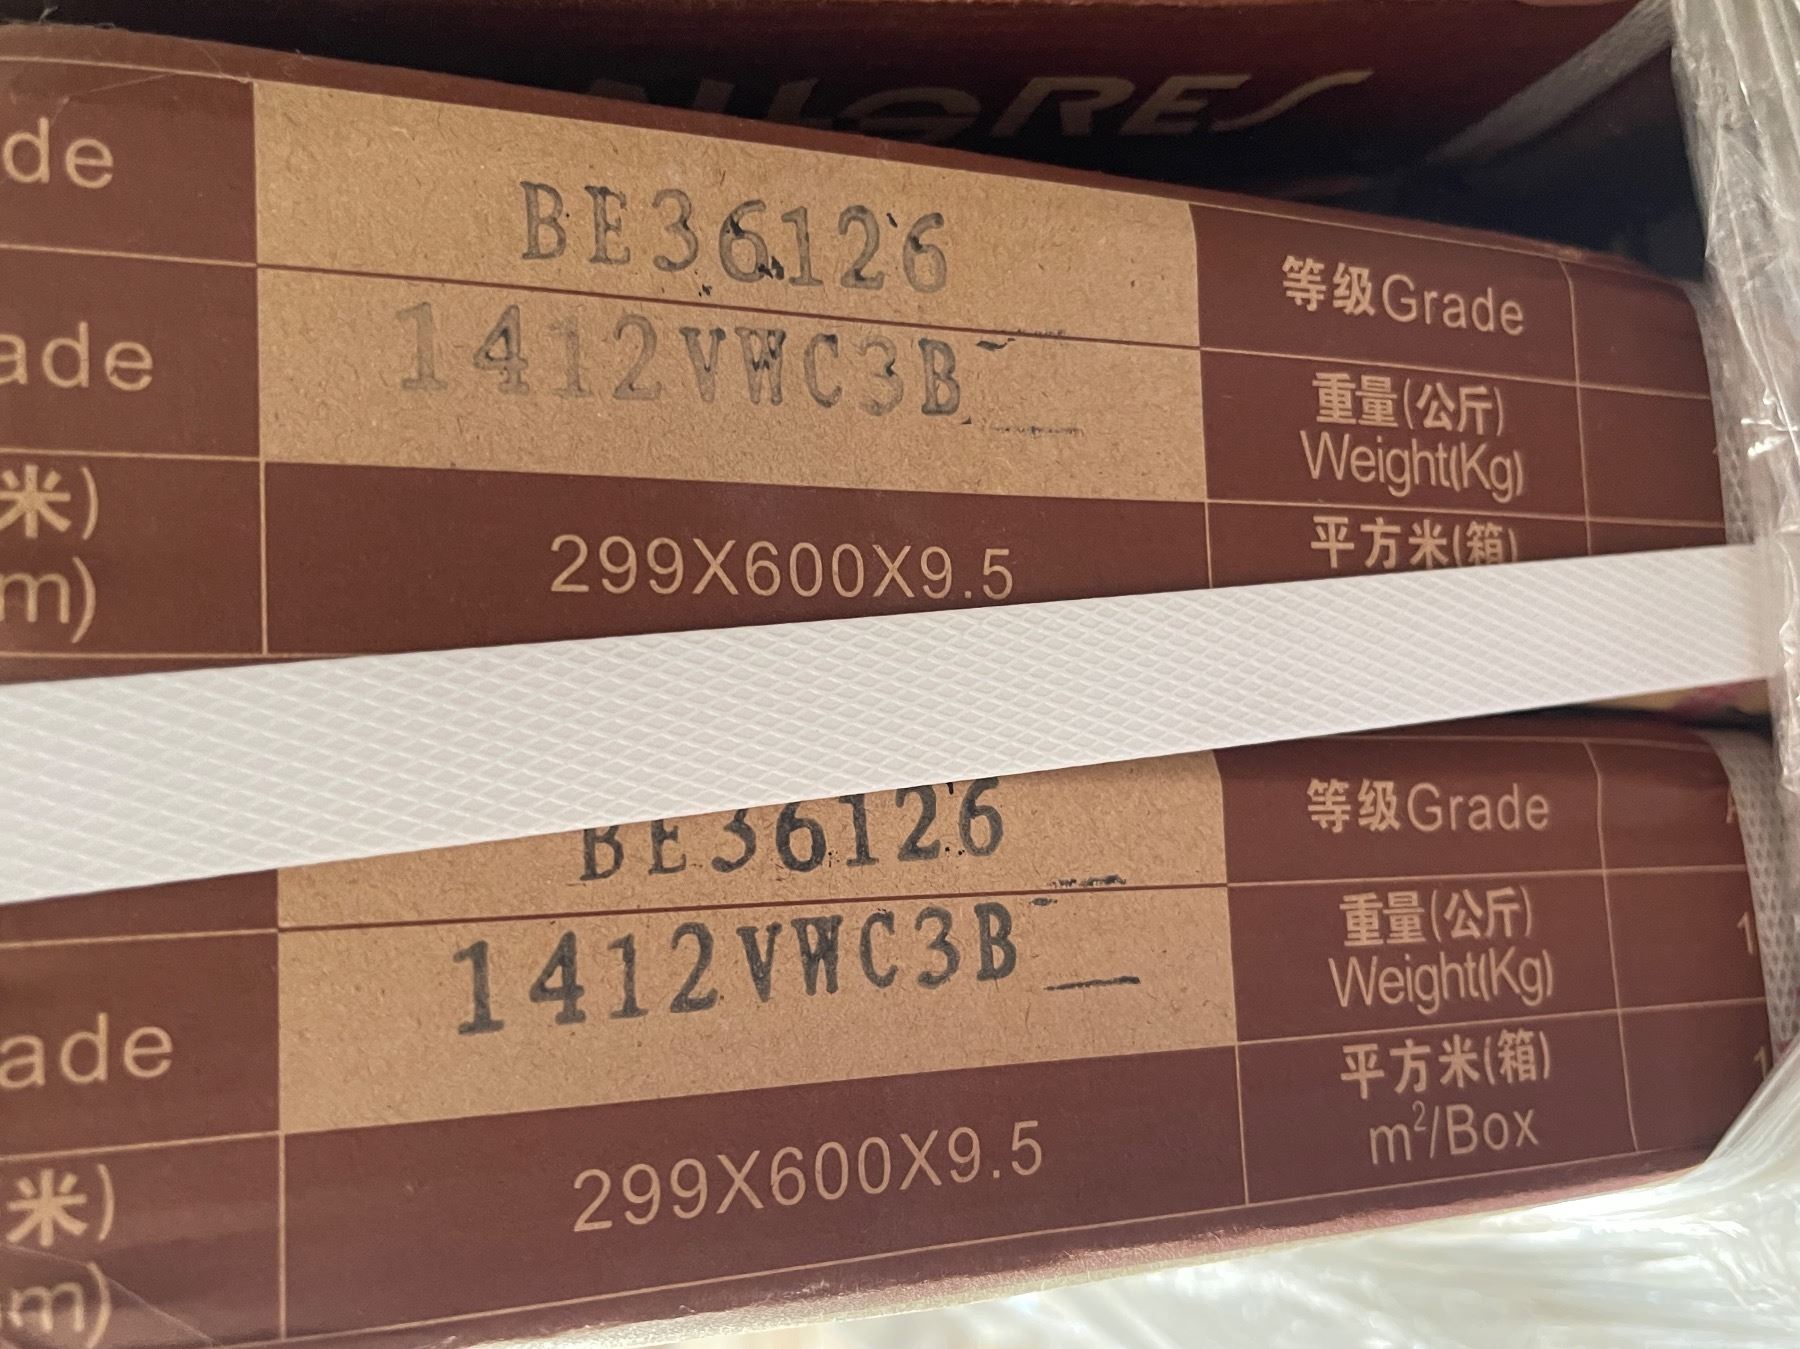 de
BE36126
等级Grade
ade
1412VWC3B
重量(公斤)
Weight(Kg)
米)
m)
299X600X9.5
平方米(箱)
BE36126
等级Grade
ade
1412VWC3B
重量(公斤)
Weight(Kg)
米)
m)
299X600X9.5
平方米(箱)
m²/Box